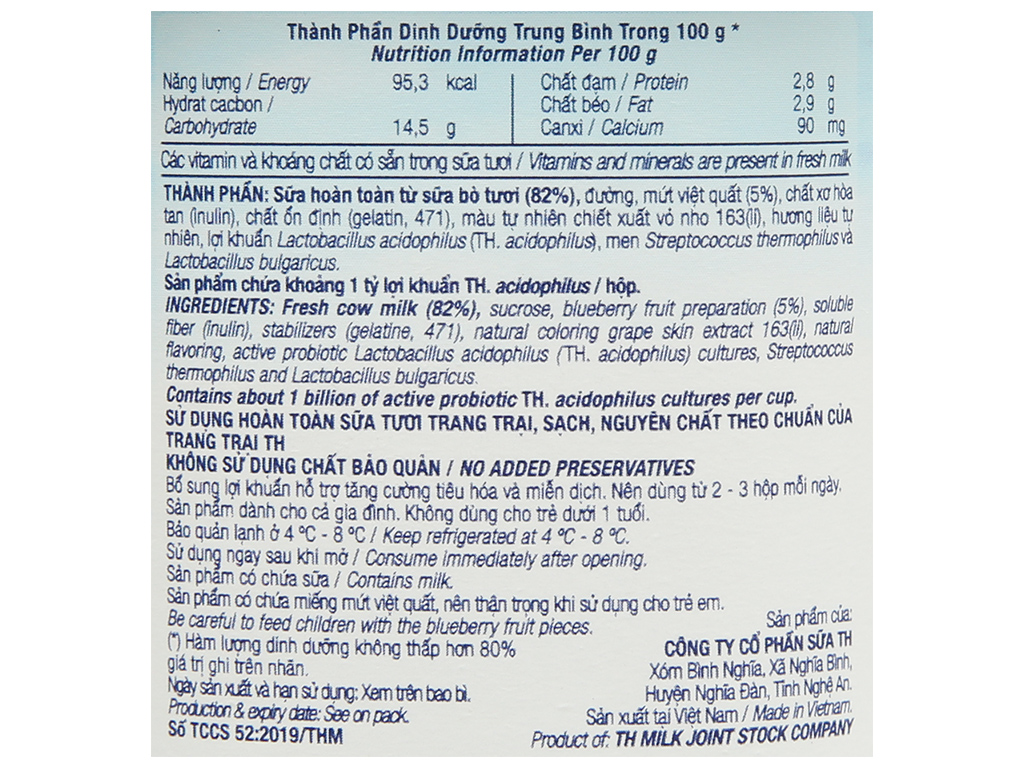 Thành Phần Dinh Dưỡng Trung Bình Trong 100 g *
Nutrition Information Per 100 g
Năng lượng / Energy 95,3 kcal
Hydrat cacbon /
Carbohydrate 14,5 g
Chất đạm / Protein 2,8 g
Chất béo / Fat 2,9 g
Canxi / Calcium 90 mg
Các vitamin và khoáng chất có sẵn trong sữa tươi / Vitamins and minerals are present in fresh milk
THÀNH PHẦN: Sữa hoàn toàn từ sữa bò tươi (82%), đường, mứt việt quất (5%), chất xơ hòa
tan (inulin), chất ổn định (gelatin, 471), màu tự nhiên chiết xuất vỏ nho 163(ii), hương liệu tự
nhiên, lợi khuẩn Lactobacillus acidophilus (TH. acidophilus), men Streptococcus thermophilus và
Lactobacillus bulgaricus.
Sản phẩm chứa khoảng 1 tỷ lợi khuẩn TH. acidophilus / hộp.
INGREDIENTS: Fresh cow milk (82%), sucrose, blueberry fruit preparation (5%), soluble
fiber (inulin), stabilizers (gelatine, 471), natural coloring grape skin extract 163(ii), natural
flavoring, active probiotic Lactobacillus acidophilus (TH. acidophilus) cultures, Streptococcus
thermophilus and Lactobacillus bulgaricus.
Contains about 1 billion of active probiotic TH. acidophilus cultures per cup.
SỬ DỤNG HOÀN TOÀN SỮA TƯƠI TRANG TRẠI, SẠCH, NGUYÊN CHẤT THEO CHUẨN CỦA
TRANG TRẠI TH
KHÔNG SỬ DỤNG CHẤT BẢO QUẢN / NO ADDED PRESERVATIVES
Bổ sung lợi khuẩn hỗ trợ tăng cường tiêu hóa và miễn dịch. Nên dùng từ 2 - 3 hộp mỗi ngày.
Sản phẩm dành cho cả gia đình. Không dùng cho trẻ dưới 1 tuổi.
Bảo quản lạnh ở 4 ºC - 8 ºC / Keep refrigerated at 4 ºC - 8 ºC.
Sử dụng ngay sau khi mở / Consume immediately after opening.
Sản phẩm có chứa sữa / Contains milk.
Sản phẩm có chứa miếng mứt việt quất, nên thận trọng khi sử dụng cho trẻ em.
Be careful to feed children with the blueberry fruit pieces.
(*) Hàm lượng dinh dưỡng không thấp hơn 80%
giá trị ghi trên nhãn.
Ngày sản xuất và hạn sử dụng: Xem trên bao bì.
Production & expiry date: See on pack.
Số TCCS 52:2019/THM
Sản phẩm của:
CÔNG TY CỔ PHẦN SỮA TH
Xóm Bình Nghĩa, Xã Nghĩa Bình,
Huyện Nghĩa Đàn, Tỉnh Nghệ An.
Sản xuất tại Việt Nam / Made in Vietnam.
Product of: TH MILK JOINT STOCK COMPANY